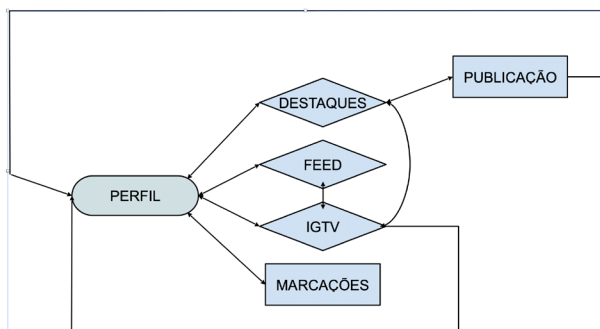 PUBLICAÇÃO
DESTAQUES
FEED
PERFIL
IGTV
MARCAÇÕES